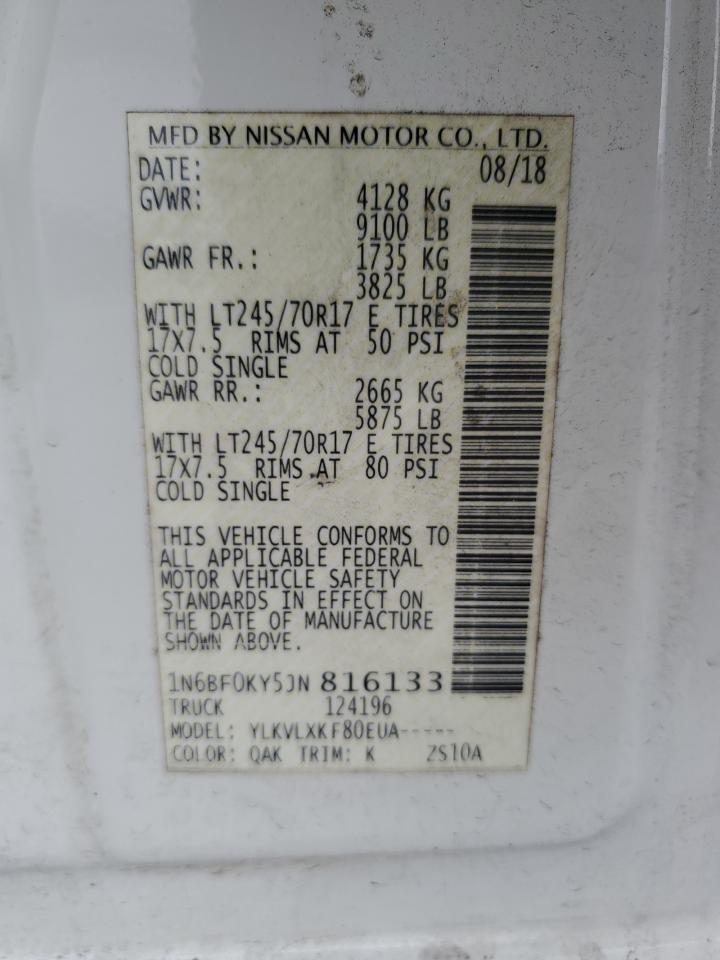 MFD BY NISSAN MOTOR CO., LTD.
DATE: 08/18
GVWR: 4128 KG
9100 LB
GAWR FR.: 1735 KG
3825 LB
WITH LT245/70R17 E TIRES
17X7.5 RIMS AT 50 PSI
COLD SINGLE
GAWR RR.: 2665 KG
5875 LB
WITH LT245/70R17 E TIRES
17X7.5 RIMS AT 80 PSI
COLD SINGLE
THIS VEHICLE CONFORMS TO
ALL APPLICABLE FEDERAL
MOTOR VEHICLE SAFETY
STANDARDS IN EFFECT ON
THE DATE OF MANUFACTURE
SHOWN ABOVE.
1N6BF0KY5JN 816133
TRUCK 124196
MODEL: YLKVLXKF80EUA-----
COLOR: QAK TRIM: K ZS10A